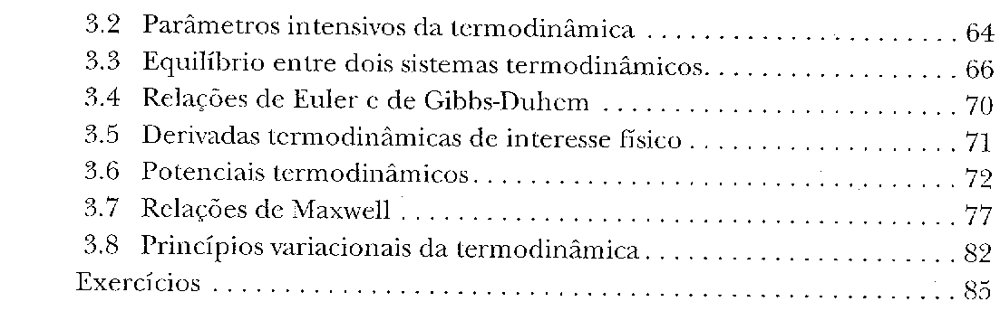 3.2 Parâmetros intensivos da termodinâmica ...................... 64
3.3 Equilíbrio entre dois sistemas termodinâmicos. ................. 66
3.4 Relações de Euler e de Gibbs-Duhem ......................... 70
3.5 Derivadas termodinâmicas de interesse físico ................... 71
3.6 Potenciais termodinâmicos. .................................. 72
3.7 Relações de Maxwell ....................................... 77
3.8 Princípios variacionais da termodinâmica ...................... 82
Exercícios .................................................... 85